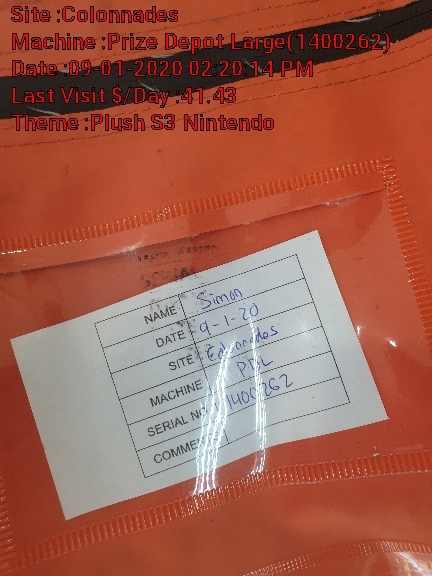 Site :Colonnades
Machine :Prize Depot Large(1400262)
Date :09-01-2020 02:20:14 PM
Last Visit $/Day :41.43
Theme :Plush S3 Nintendo
NAME Simon
DATE 9-1-20
SITE Colonnades
MACHINE PDL
SERIAL NO 1400262
COMMENT